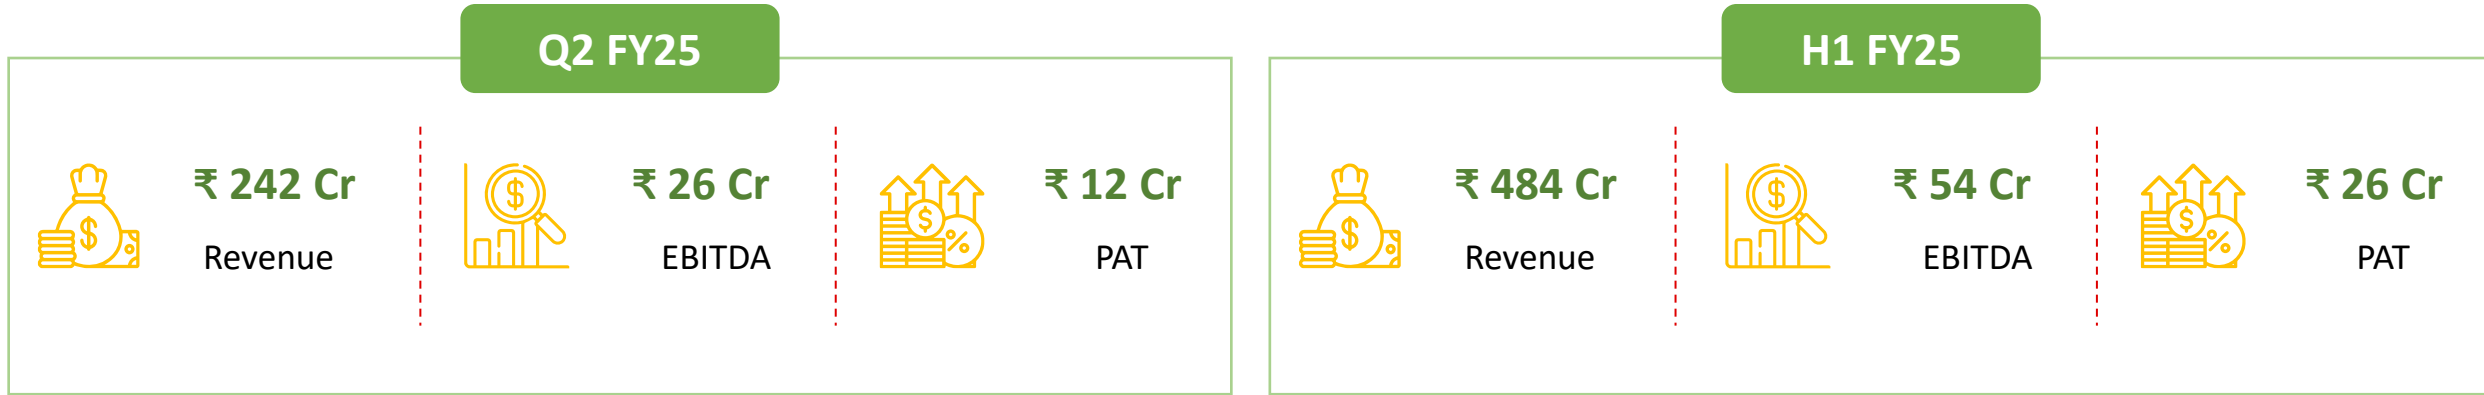 Q2 FY25
₹ 242 Cr
Revenue
₹ 26 Cr
EBITDA
₹ 12 Cr
PAT
H1 FY25
₹ 484 Cr
Revenue
₹ 54 Cr
EBITDA
₹ 26 Cr
PAT